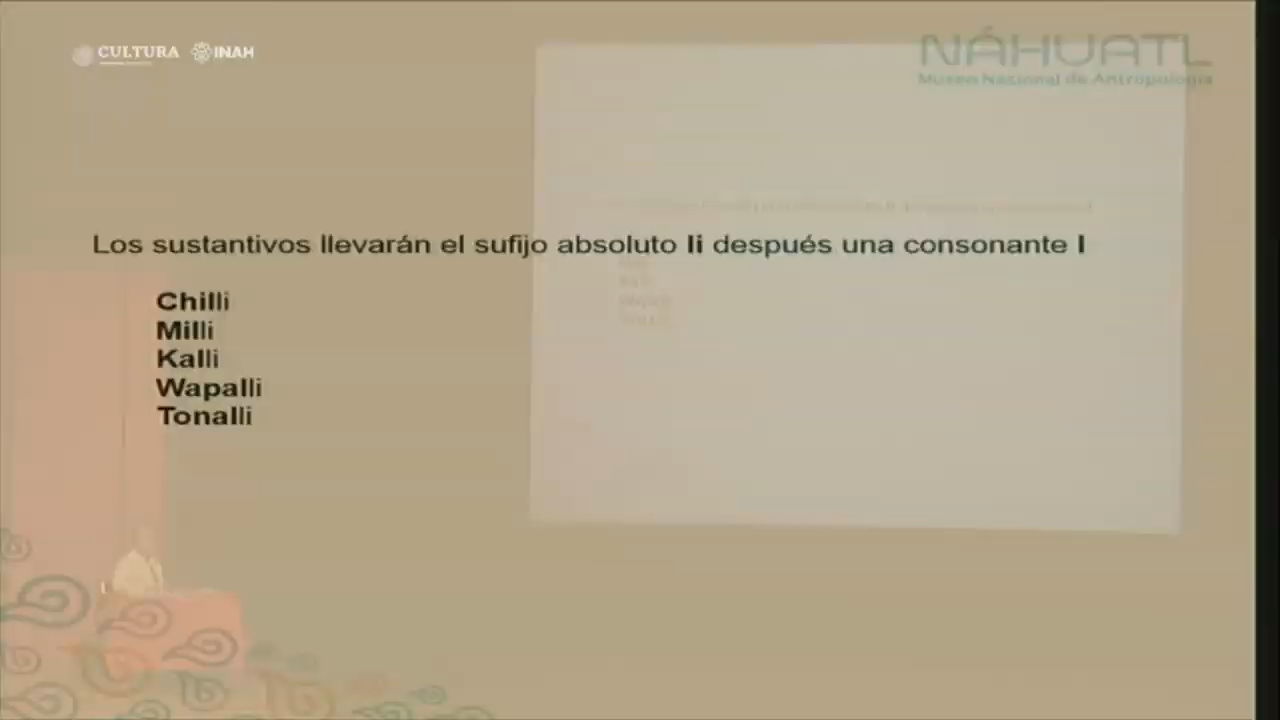 CULTURA INAH
NÁHUATL
Museo Nacional de Antropología
Los sustantivos llevarán el sufijo absoluto li después una consonante l
Chilli
Milli
Kalli
Wapalli
Tonalli